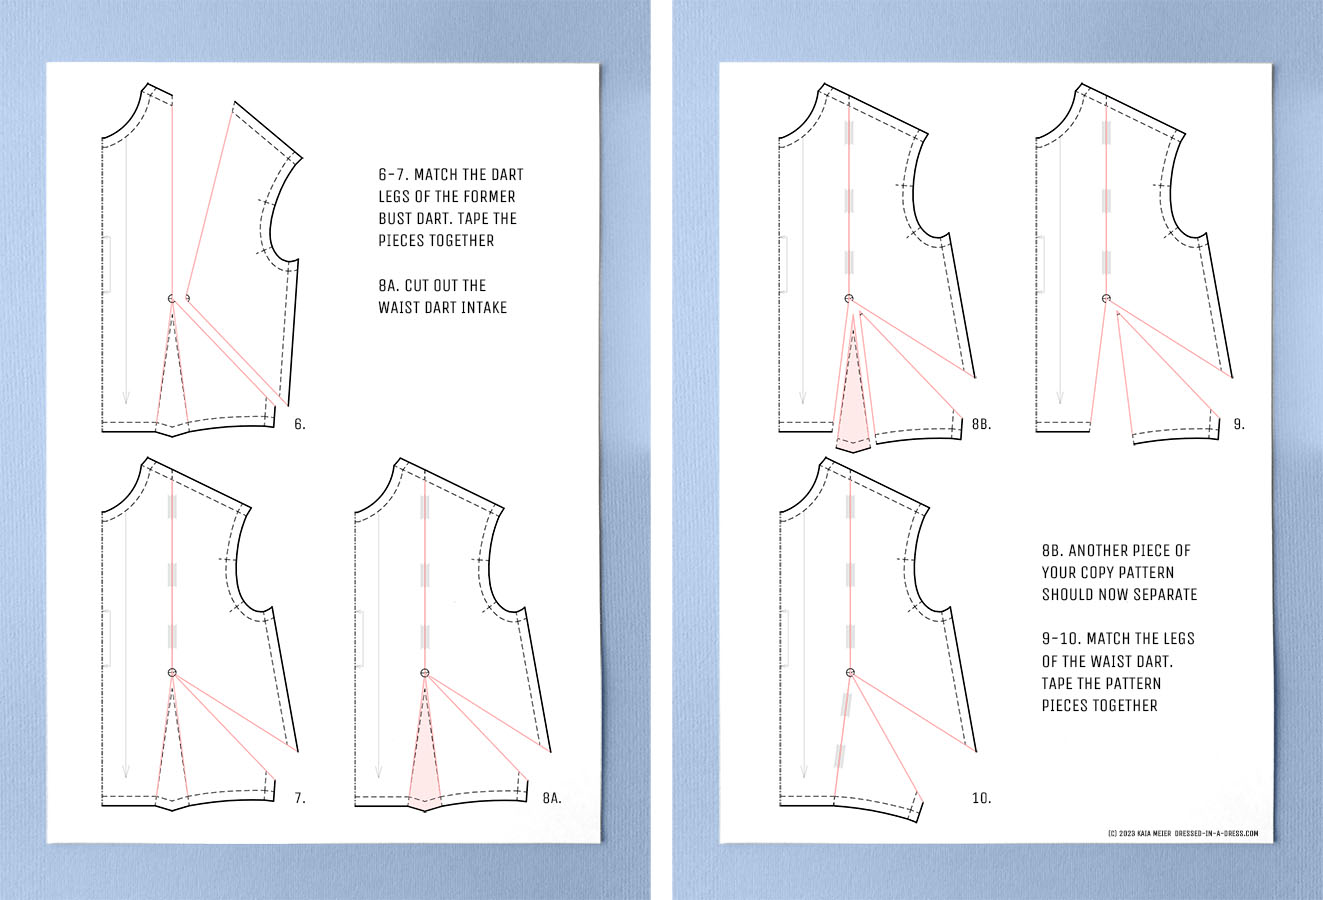 6-7. MATCH THE DART
LEGS OF THE FORMER
BUST DART. TAPE THE
PIECES TOGETHER
8A. CUT OUT THE
WAIST DART INTAKE
6.
7.
8A.
8B.
9.
8B. ANOTHER PIECE OF
YOUR COPY PATTERN
SHOULD NOW SEPARATE
9-10. MATCH THE LEGS
OF THE WAIST DART.
TAPE THE PATTERN
PIECES TOGETHER
10.
(C) 2023 KAIA MEIER DRESSED-IN-A-DRESS.COM